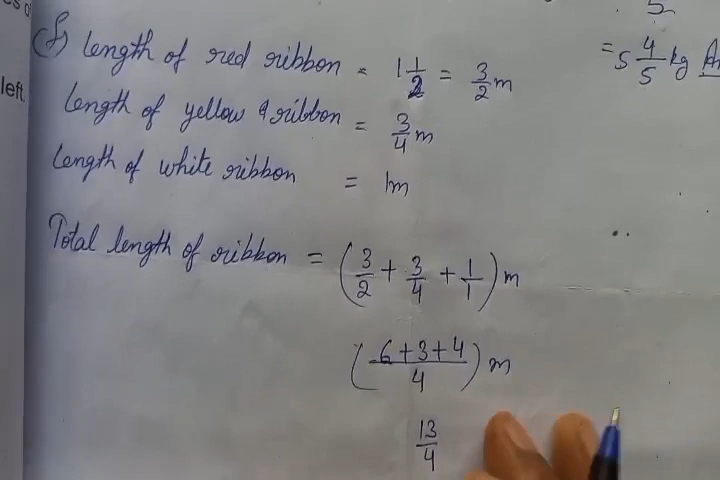 (f) Length of red ribbon = 1 1/2 = 3/2 m
Length of yellow ribbon = 3/4 m
Length of white ribbon = 1m
Total length of ribbon = (3/2 + 3/4 + 1/1) m
(6+3+4/4) m
13/4
= 5 4/5 kg
left